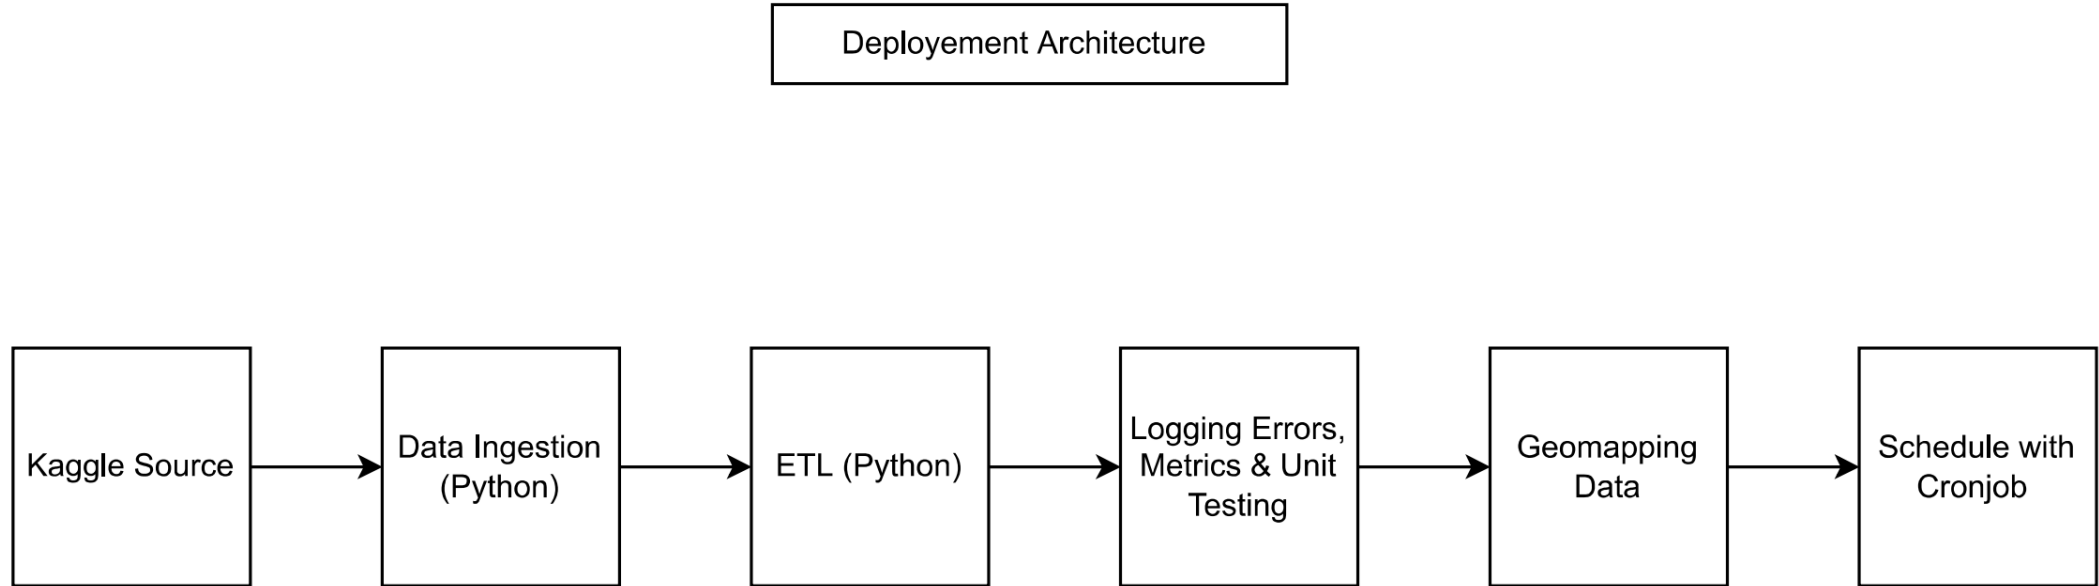 Deployement Architecture
Kaggle Source
Data Ingestion
(Python)
ETL (Python)
Logging Errors,
Metrics & Unit
Testing
Geomapping
Data
Schedule with
Cronjob